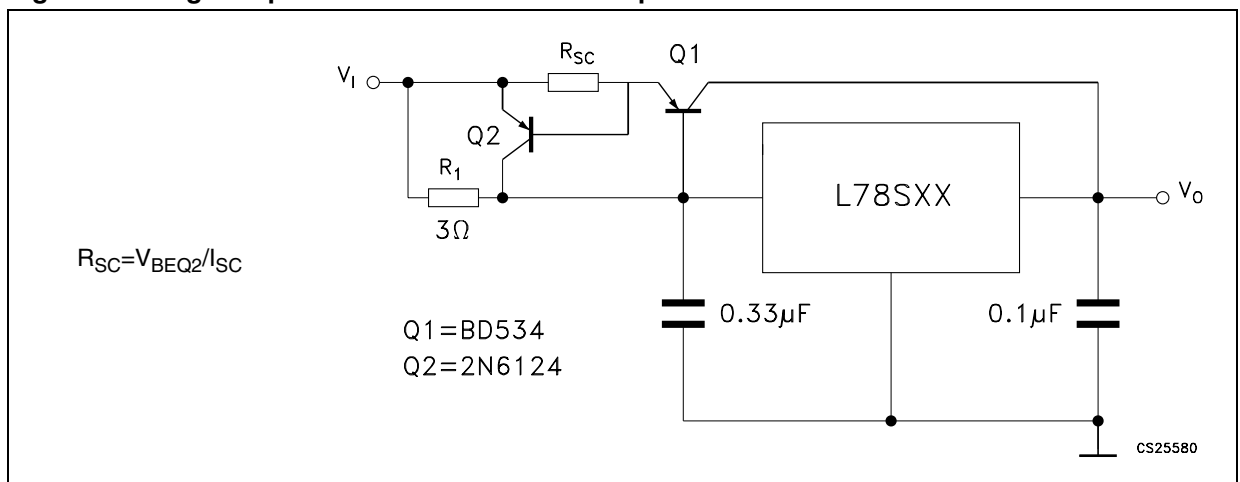 R_SC
Q1
V_I
Q2
R_1
3Ω
L78SXX
V_O
R_SC=V_BEQ2/I_SC
0.33µF
0.1µF
Q1=BD534
Q2=2N6124
CS25580